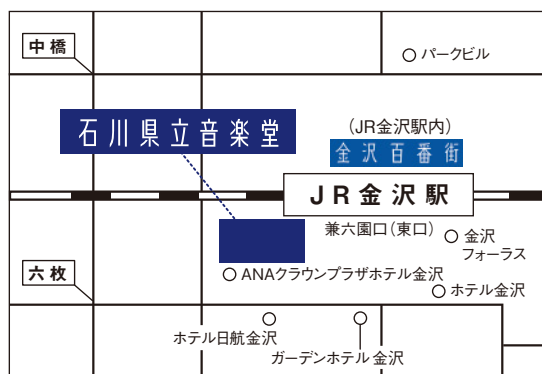 中橋
パークビル
石川県立音楽堂
(JR金沢駅内)
金沢百番街
JR金沢駅
兼六園口(東口)
金沢
フォーラス
六枚
ANAクラウンプラザホテル金沢
ホテル金沢
ホテル日航金沢
ガーデンホテル金沢